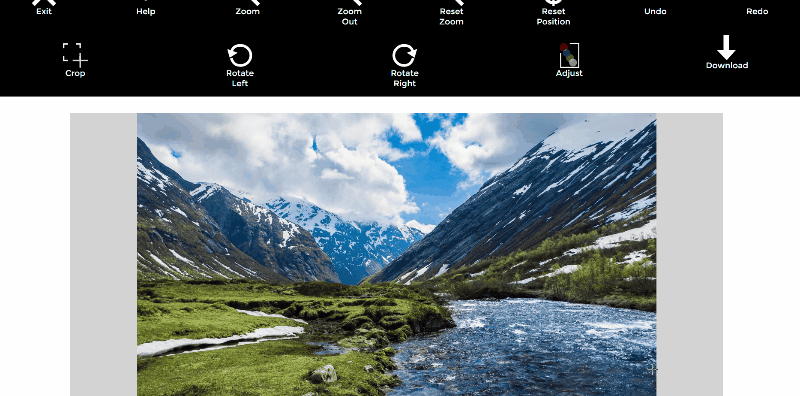 Exit
Help
Zoom
Zoom
Out
Reset
Zoom
Reset
Position
Undo
Redo
Crop
Rotate
Left
Rotate
Right
Adjust
Download